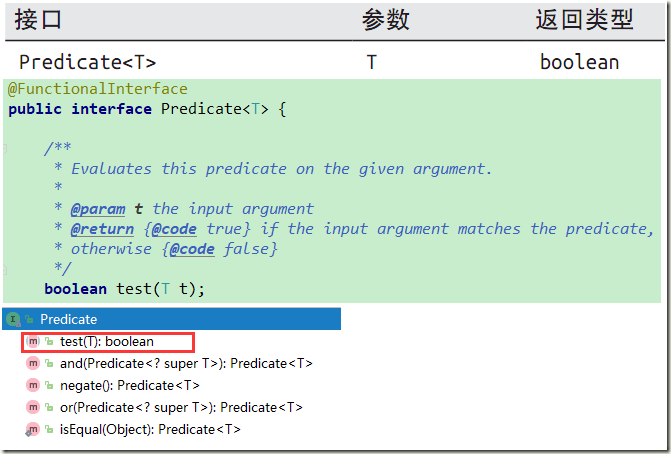 接口 参数 返回类型
Predicate<T> T boolean
@FunctionalInterface
public interface Predicate<T> {
/**
* Evaluates this predicate on the given argument.
*
* @param t the input argument
* @return {@code true} if the input argument matches the predicate,
* otherwise {@code false}
*/
boolean test(T t);
Predicate
test(T): boolean
and(Predicate<? super T>): Predicate<T>
negate(): Predicate<T>
or(Predicate<? super T>): Predicate<T>
isEqual(Object): Predicate<T>